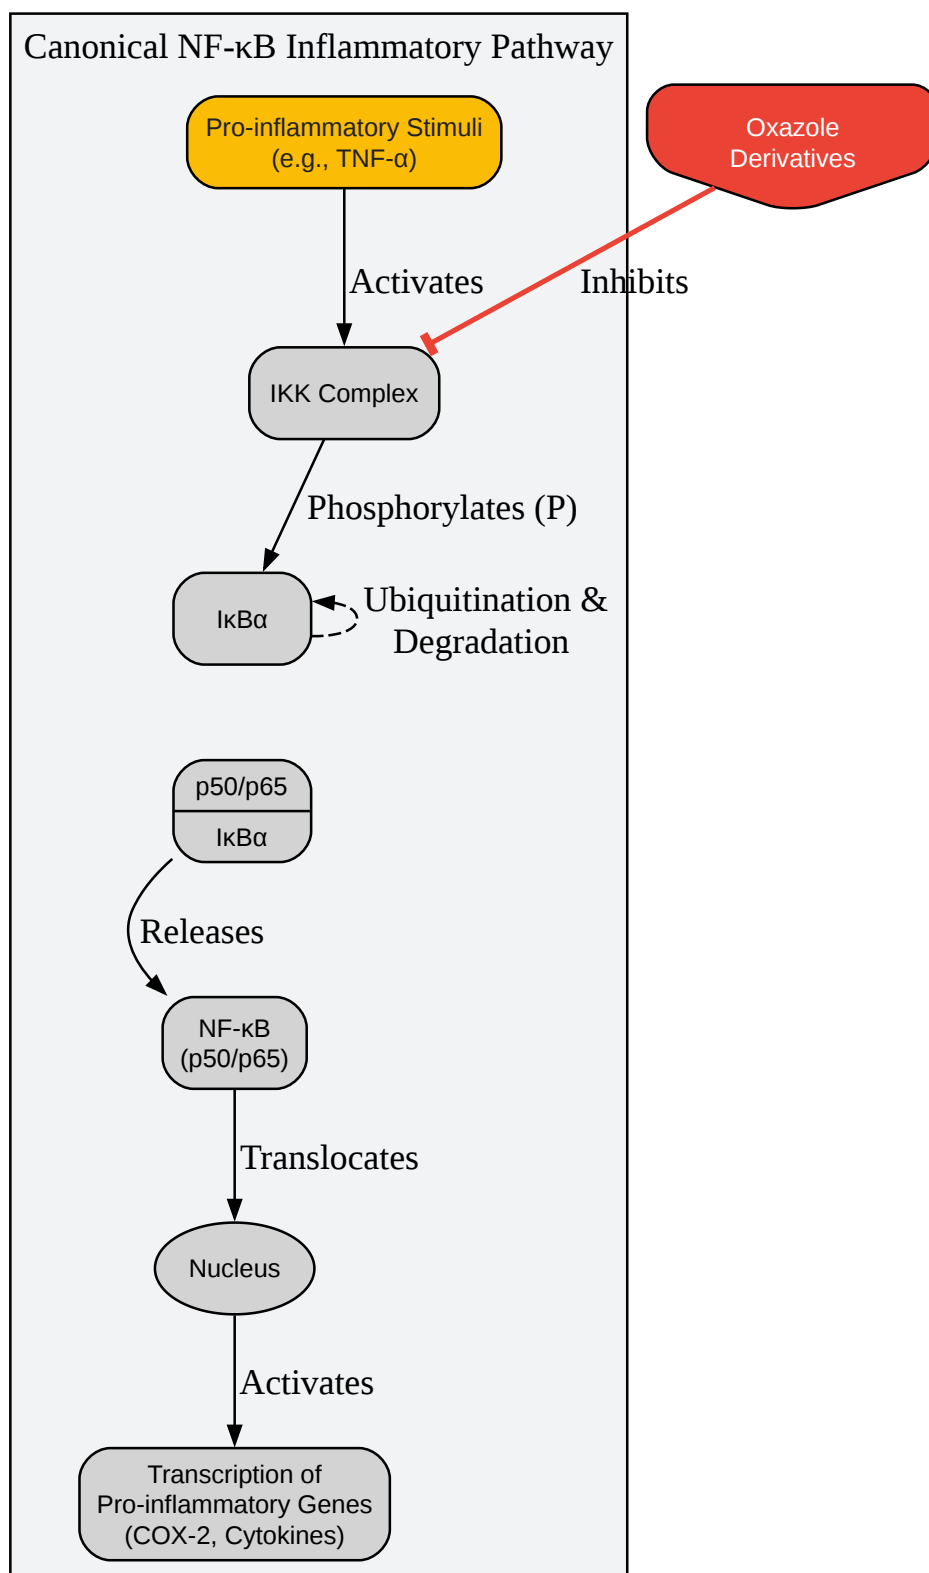 Canonical NF-κB Inflammatory Pathway
Pro-inflammatory Stimuli
(e.g., TNF-α)
Oxazole
Derivatives
Activates
Inhibits
IKK Complex
Phosphorylates (P)
IκBα
Ubiquitination &
Degradation
p50/p65
IκBα
Releases
NF-κB
(p50/p65)
Translocates
Nucleus
Activates
Transcription of
Pro-inflammatory Genes
(COX-2, Cytokines)